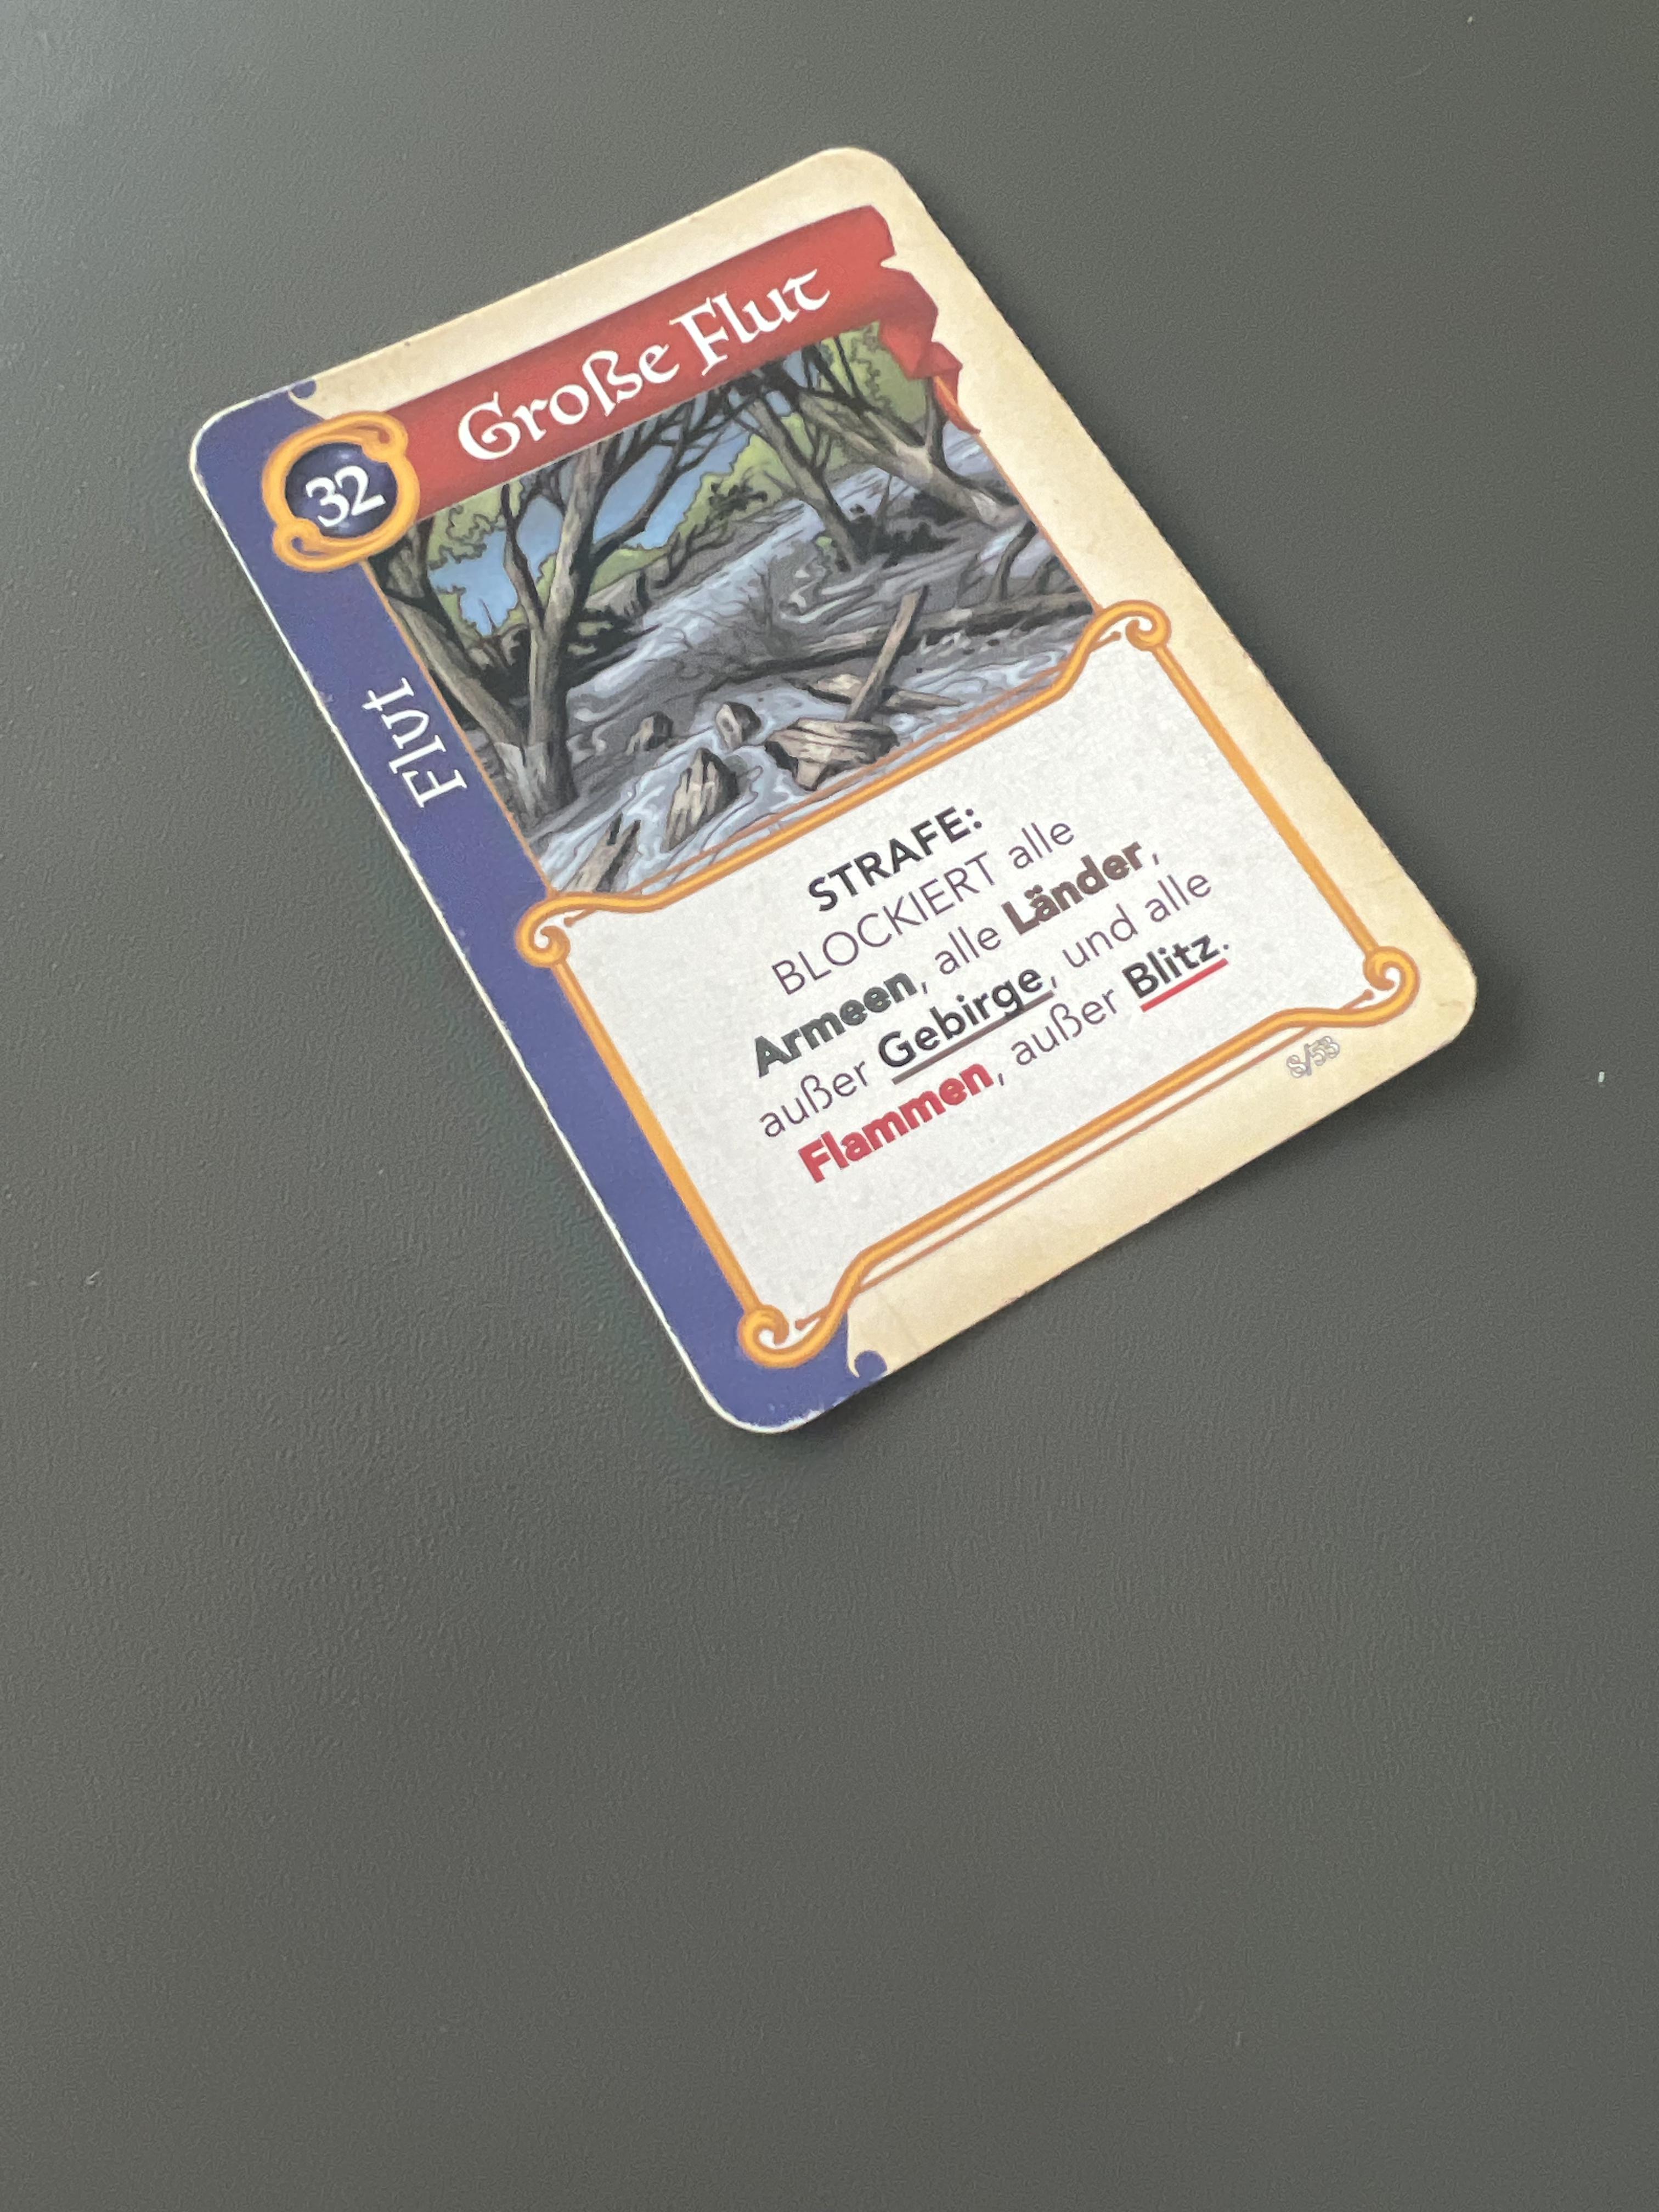 Große Flut
32
Flut
STRAFE:
BLOCKIERT alle
Armeen, alle Länder,
außer Gebirge, und alle
Flammen, außer Blitz.
8/53